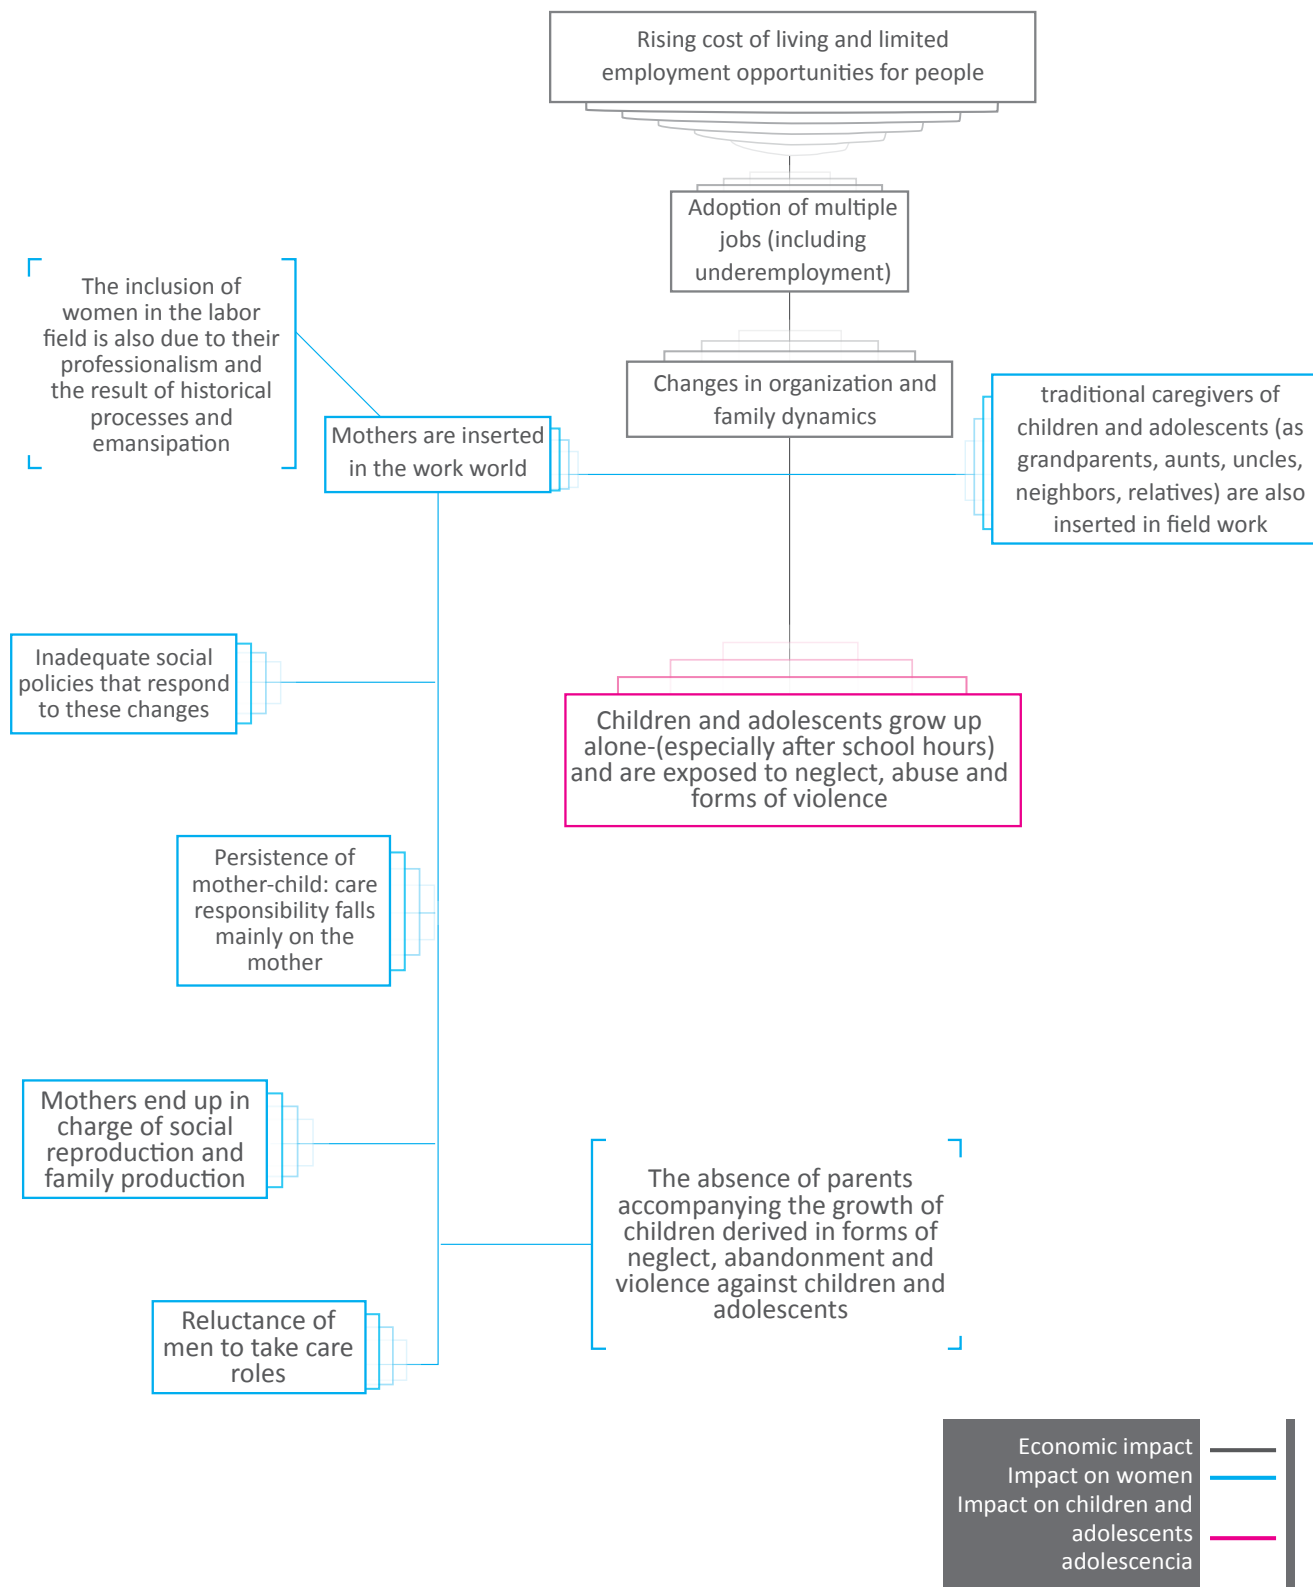 Rising cost of living and limited
employment opportunities for people
Adoption of multiple
jobs (including
underemployment)
The inclusion of
women in the labor
field is also due to their
professionalism and
the result of historical
processes and
emansipation
Changes in organization and
family dynamics
traditional caregivers of
children and adolescents (as
grandparents, aunts, uncles,
neighbors, relatives) are also
inserted in field work
Mothers are inserted
in the work world
Inadequate social
policies that respond
to these changes
Children and adolescents grow up
alone-(especially after school hours)
and are exposed to neglect, abuse and
forms of violence
Persistence of
mother-child: care
responsibility falls
mainly on the
mother
Mothers end up in
charge of social
reproduction and
family production
The absence of parents
accompanying the growth of
children derived in forms of
neglect, abandonment and
violence against children and
adolescents
Reluctance of
men to take care
roles
Economic impact
Impact on women
Impact on children and
adolescents
adolescencia